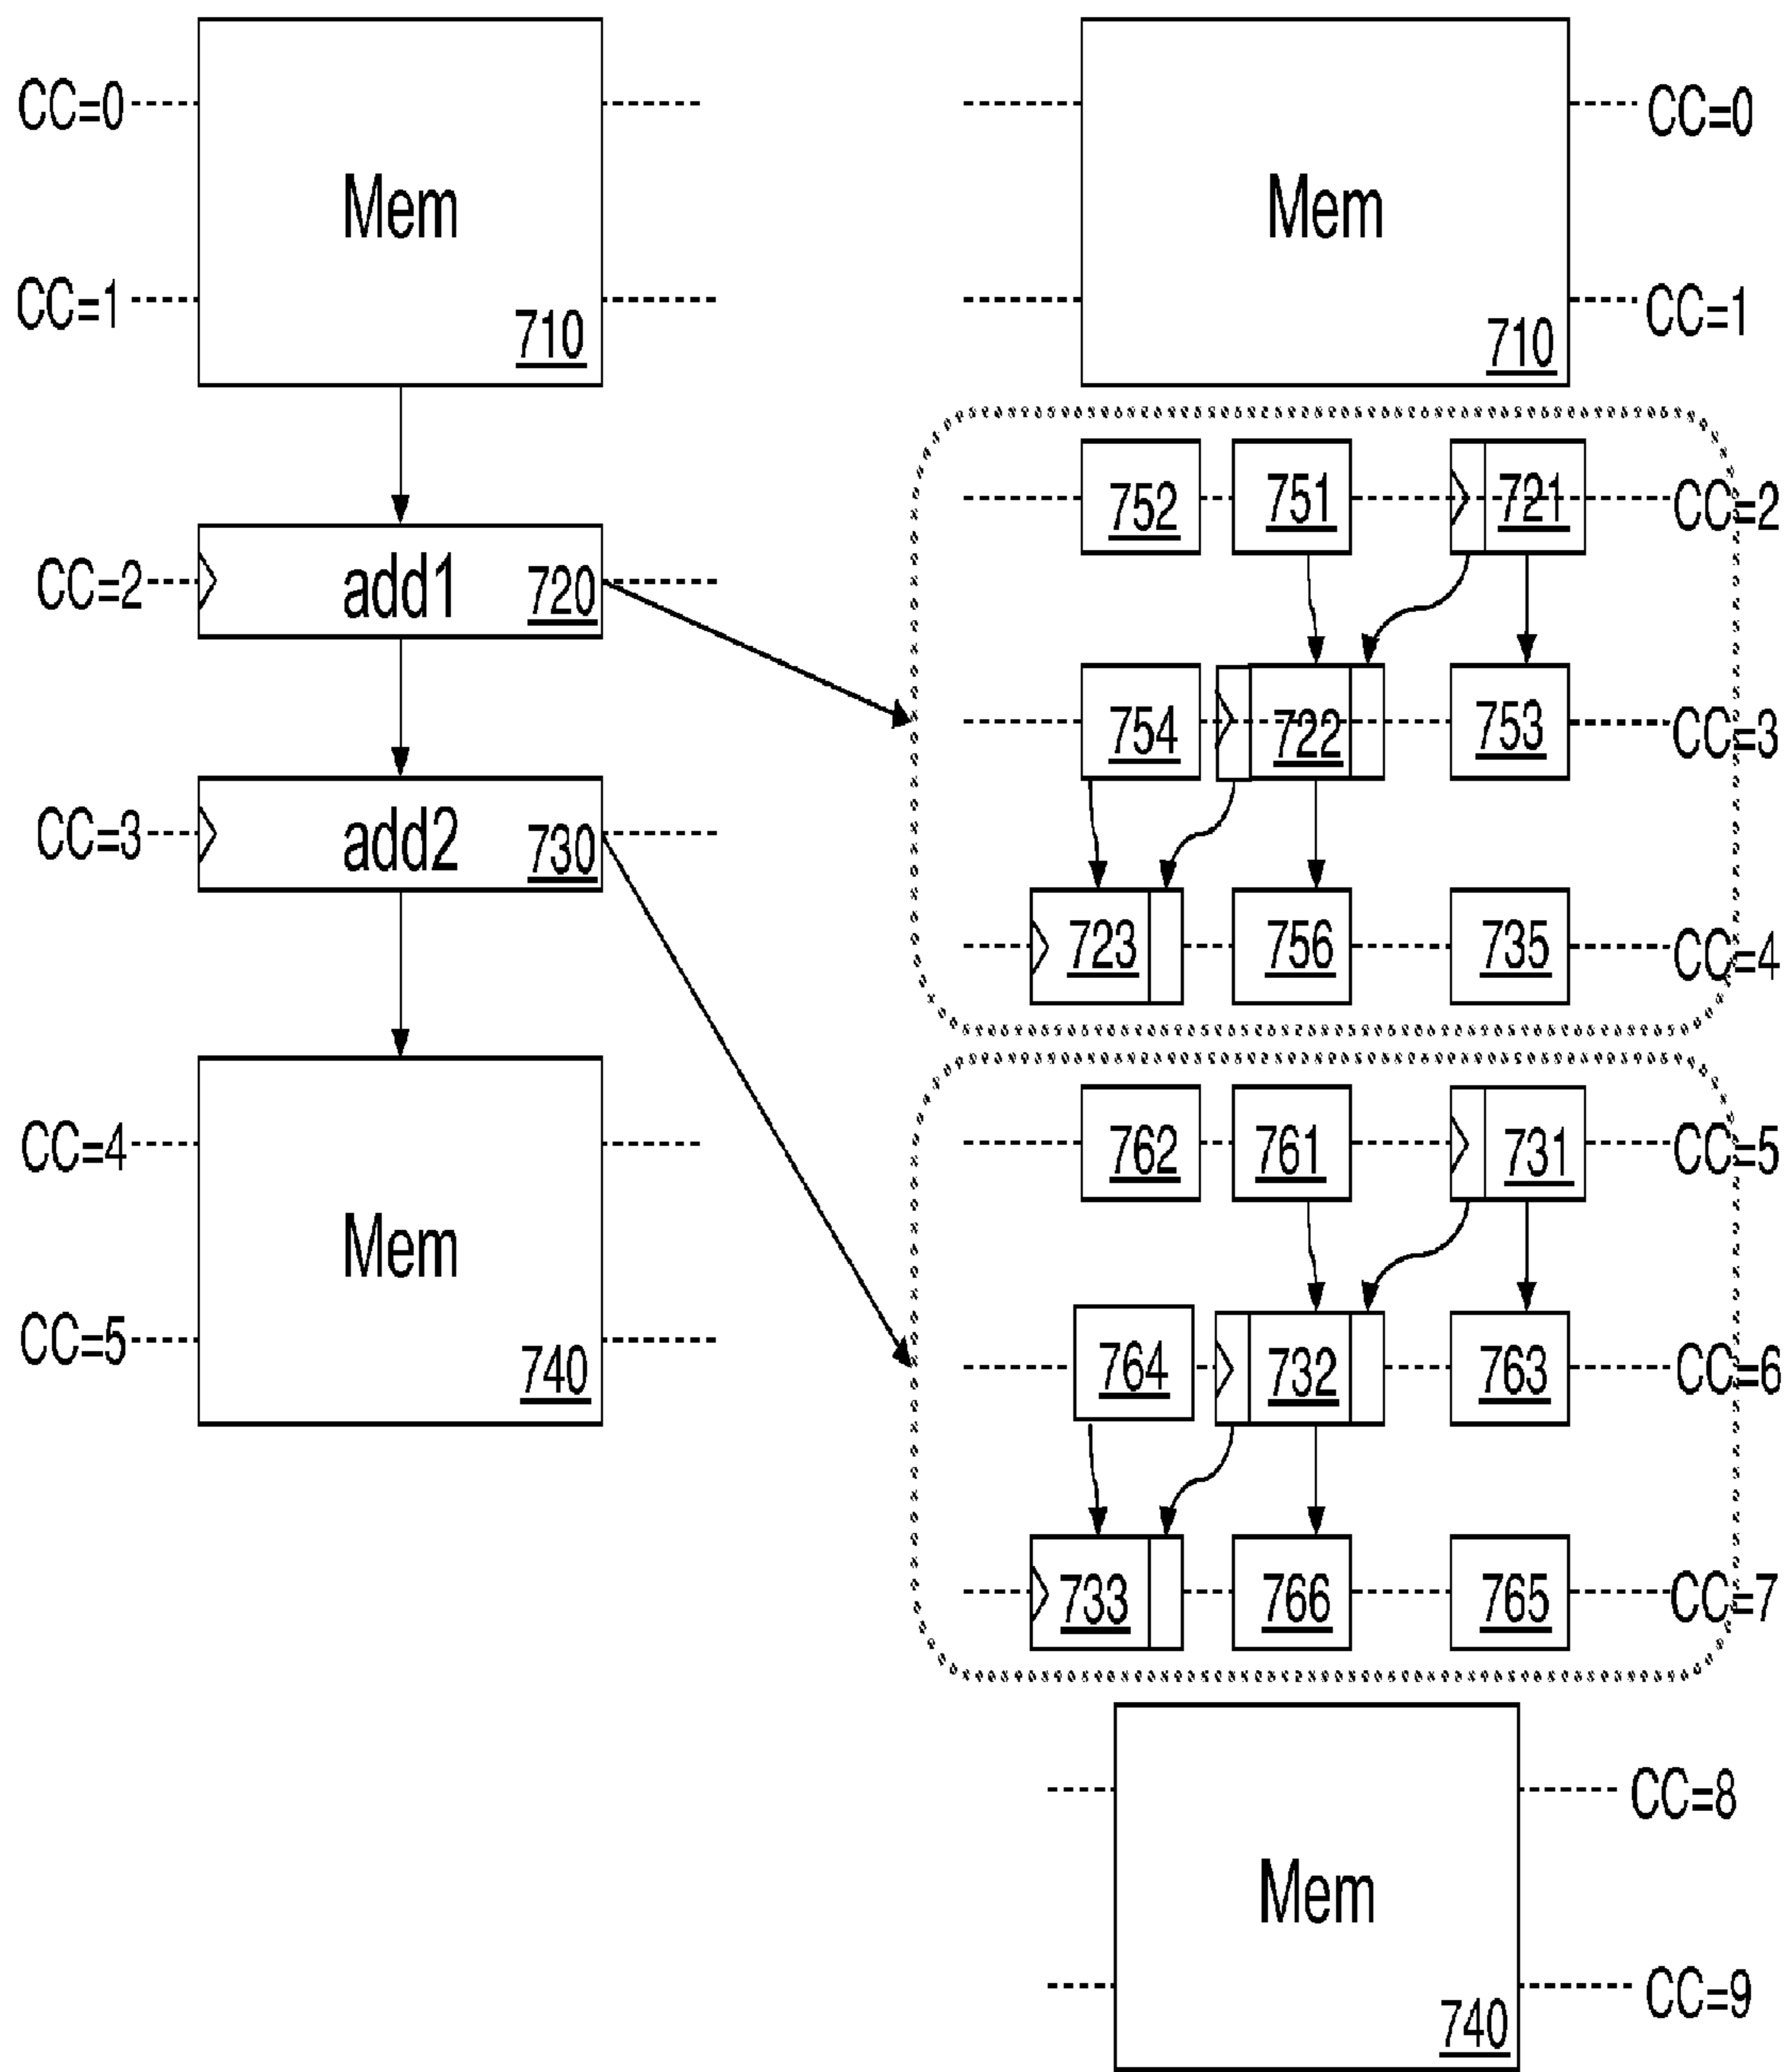 CC=0
Mem
CC=1
710
CC=2
add1
720
CC=3
add2
730
CC=4
Mem
CC=5
740
CC=0
Mem
CC=1
710
752 751 721 CC=2
754 722 753 CC=3
723 756 735 CC=4
762 761 731 CC=5
764 732 763 CC=6
733 766 765 CC=7
CC=8
Mem
CC=9
740